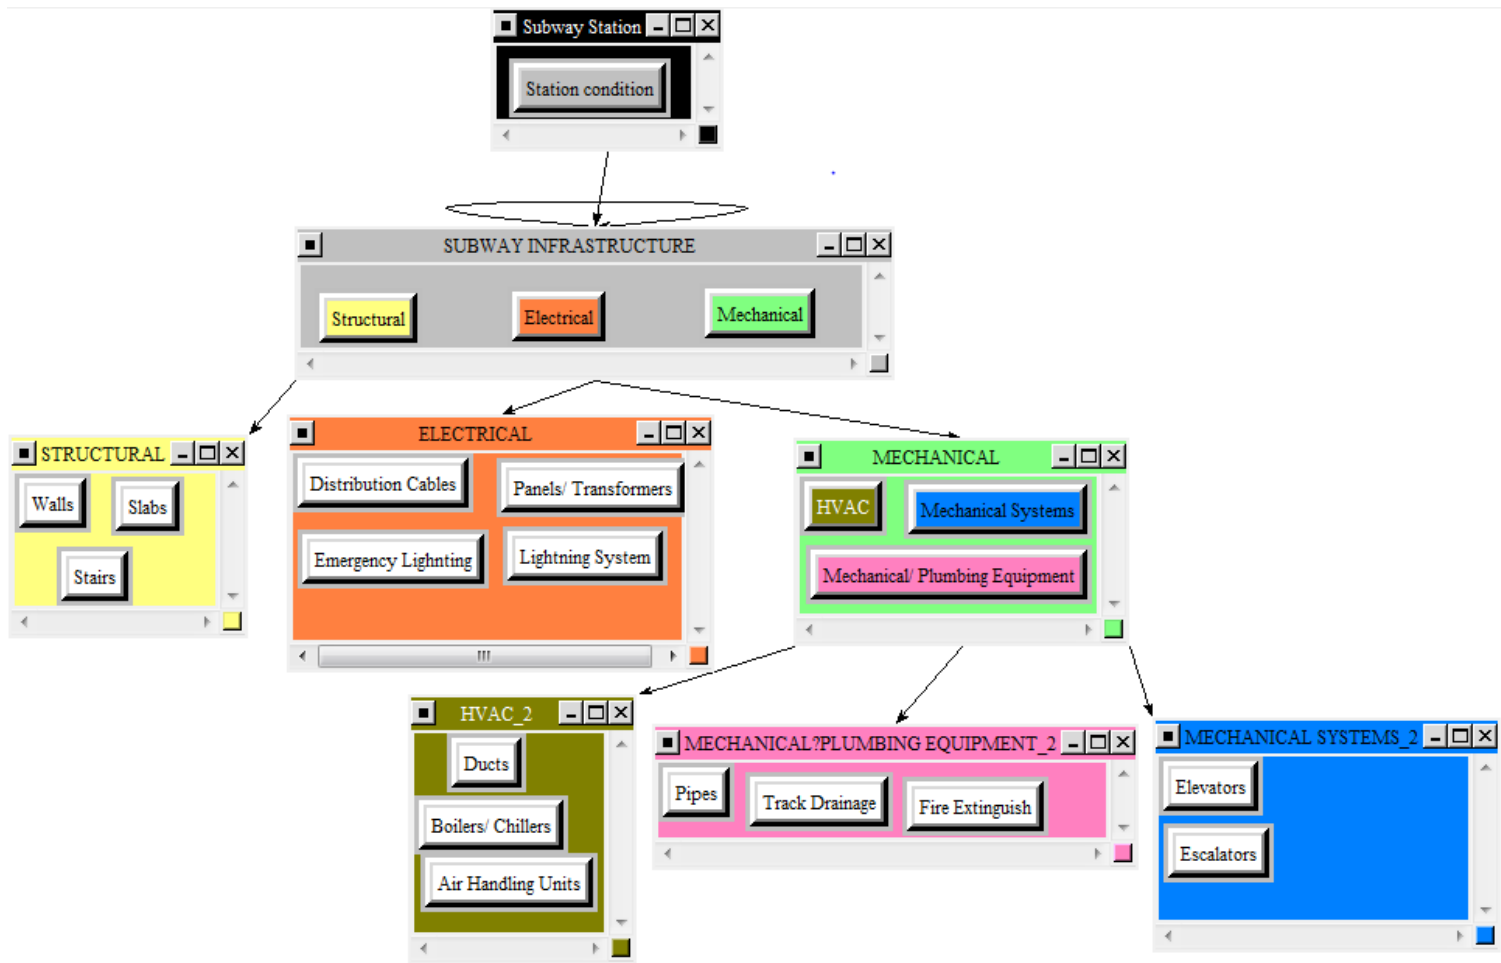 Subway Station
Station condition
SUBWAY INFRASTRUCTURE
Structural
Electrical
Mechanical
STRUCTURAL
Walls
Slabs
Stairs
ELECTRICAL
Distribution Cables
Panels/ Transformers
Emergency Lighnting
Lightning System
MECHANICAL
HVAC
Mechanical Systems
Mechanical/ Plumbing Equipment
HVAC_2
Ducts
Boilers/ Chillers
Air Handling Units
MECHANICAL?PLUMBING EQUIPMENT_2
Pipes
Track Drainage
Fire Extinguish
MECHANICAL SYSTEMS_2
Elevators
Escalators